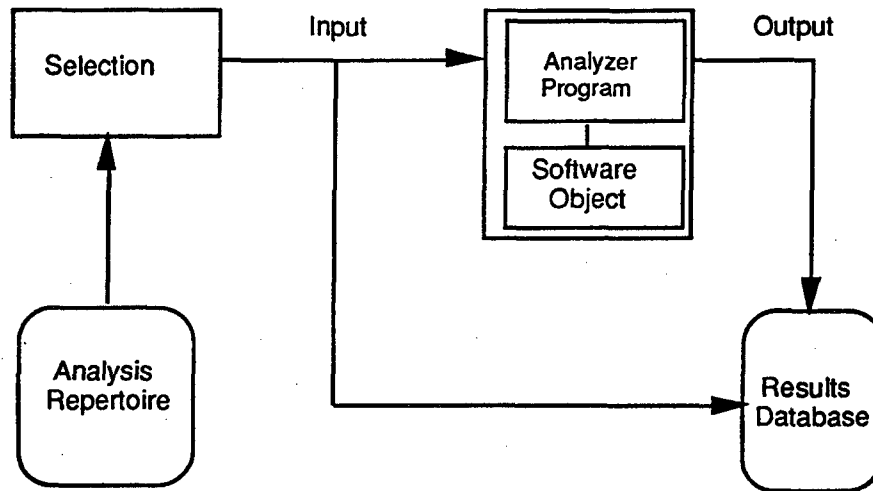 Input
Output
Selection
Analyzer
Program
Software
Object
Analysis
Repertoire
Results
Database